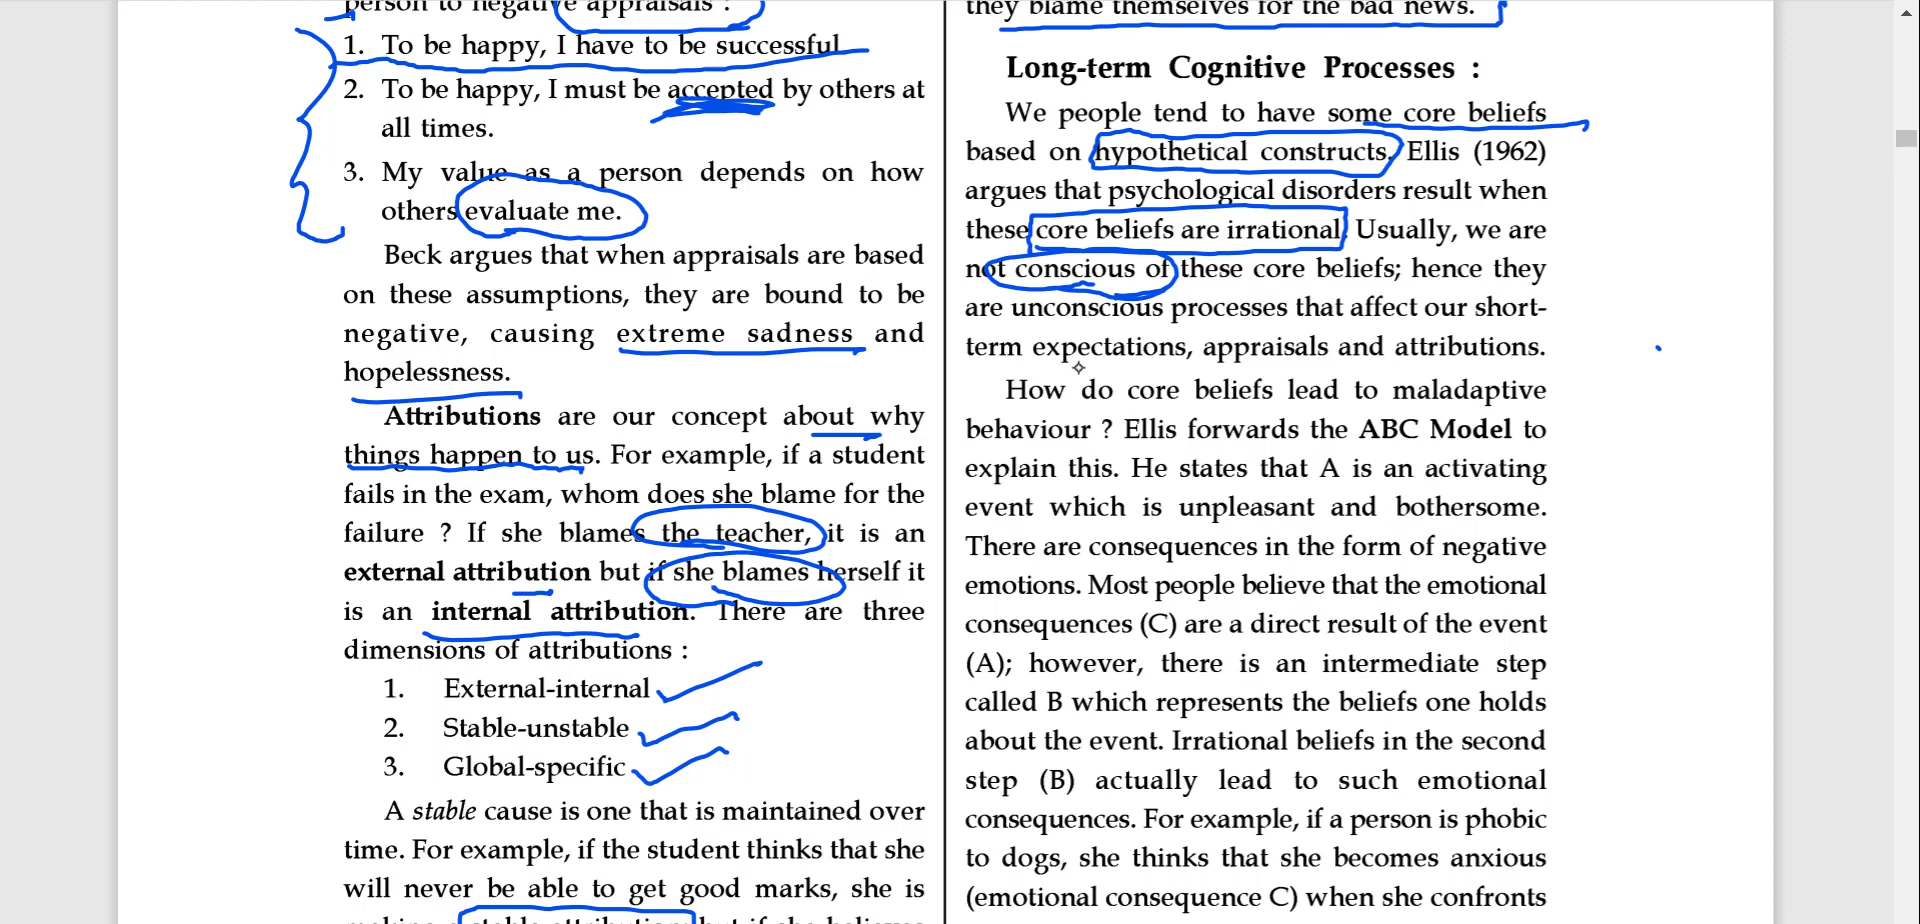 person to negative appraisals :
1. To be happy, I have to be successful
2. To be happy, I must be accepted by others at
all times.
3. My value as a person depends on how
others evaluate me.
Beck argues that when appraisals are based
on these assumptions, they are bound to be
negative, causing extreme sadness and
hopelessness.
Attributions are our concept about why
things happen to us. For example, if a student
fails in the exam, whom does she blame for the
failure ? If she blames the teacher, it is an
external attribution but if she blames herself it
is an internal attribution. There are three
dimensions of attributions :
1. External-internal
2. Stable-unstable
3. Global-specific
A stable cause is one that is maintained over
time. For example, if the student thinks that she
will never be able to get good marks, she is
they blame themselves for the bad news.
Long-term Cognitive Processes :
We people tend to have some core beliefs
based on hypothetical constructs. Ellis (1962)
argues that psychological disorders result when
these core beliefs are irrational. Usually, we are
not conscious of these core beliefs; hence they
are unconscious processes that affect our short-
term expectations, appraisals and attributions.
How do core beliefs lead to maladaptive
behaviour ? Ellis forwards the ABC Model to
explain this. He states that A is an activating
event which is unpleasant and bothersome.
There are consequences in the form of negative
emotions. Most people believe that the emotional
consequences (C) are a direct result of the event
(A); however, there is an intermediate step
called B which represents the beliefs one holds
about the event. Irrational beliefs in the second
step (B) actually lead to such emotional
consequences. For example, if a person is phobic
to dogs, she thinks that she becomes anxious
(emotional consequence C) when she confronts